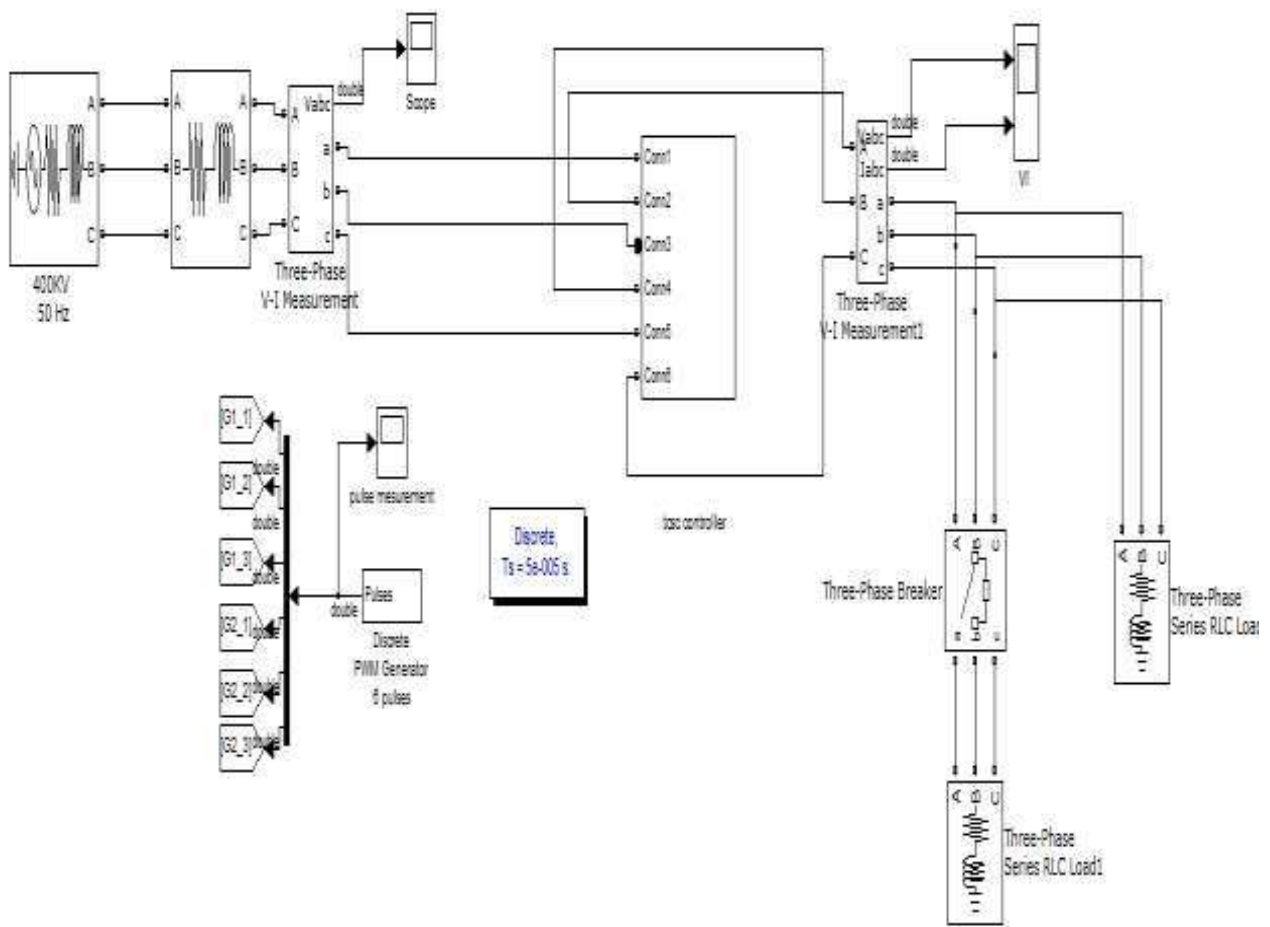 Scope
double
A
B
C
A
B
C
A
B
C
A
B
C
Vabc
a
b
c
400KV
50 Hz
Three-Phase
V-I Measurement
Conn1
Conn2
Conn3
Conn4
Conn5
Conn6
tcsc controller
Vabc
Iabc
A
B
C
a
b
c
double
double
VI
Three-Phase
V-I Measurement1
[G1_1]
[G1_2]
[G1_3]
[G2_1]
[G2_2]
[G2_3]
double
double
double
double
double
double
pulse mesurement
Pulses
double
Discrete
PWM Generator
6 pulses
Discrete,
Ts = 5e-005 s.
Three-Phase Breaker
A
B
C
a
b
c
A
B
C
Three-Phase
Series RLC Loa
A
B
C
Three-Phase
Series RLC Load1